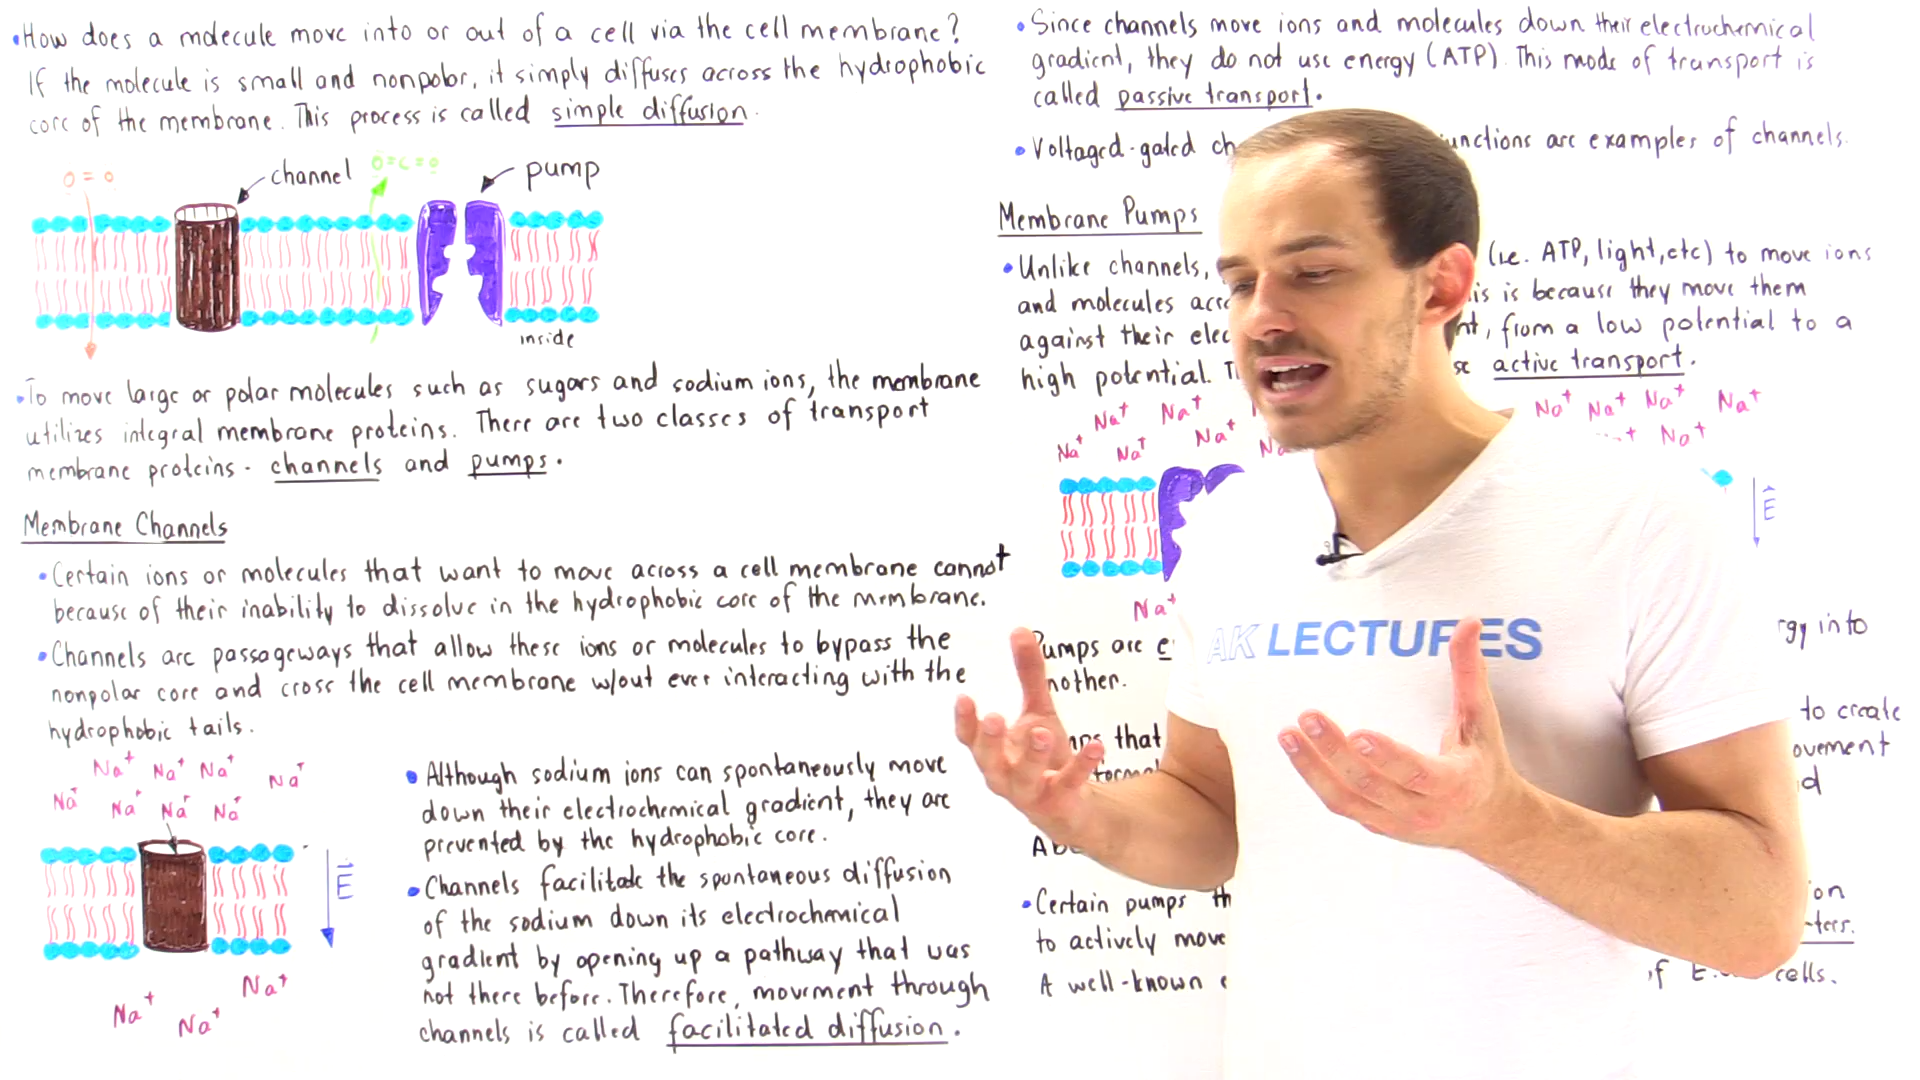 •How does a molecule move into or out of a cell via the cell membrane?
If the molecule is small and nonpolar, it simply diffuses across the hydrophobic
core of the membrane. This process is called simple diffusion.
O=O
channel
O=C=O
pump
inside
•To move large or polar molecules such as sugars and sodium ions, the membrane
utilizes integral membrane proteins. There are two classes of transport
membrane proteins - channels and pumps.
Membrane Channels
•Certain ions or molecules that want to move across a cell membrane cannot
because of their inability to dissolve in the hydrophobic core of the membrane.
•Channels are passageways that allow these ions or molecules to bypass the
nonpolar core and cross the cell membrane w/out ever interacting with the
hydrophobic tails.
Na+ Na+ Na+ Na+
Na+ Na+ Na+ Na+
E
Na+ Na+ Na+
•Although sodium ions can spontaneously move
down their electrochemical gradient, they are
prevented by the hydrophobic core.
•Channels facilitate the spontaneous diffusion
of the sodium down its electrochemical
gradient by opening up a pathway that was
not there before. Therefore, movement through
channels is called facilitated diffusion.
•Since channels move ions and molecules down their electrochemical
gradient, they do not use energy (ATP). This mode of transport is
called passive transport.
•Voltaged-gated ch unctions are examples of channels.
Membrane Pumps
•Unlike channels, (i.e. ATP, light, etc) to move ions
and molecules acro is is because they move them
against their elec nt, from a low potential to a
high potential. T se active transport.
Na+ Na+ Na+ Na+ Na+ Na+
Na+ Na+ Na+ Na+ Na+
E
Na+
Pumps are e rgy into
nother.
mps that to create
ovement
d
•Certain pumps th on
to actively move -ters.
A well-known e of E. cells.
AK LECTURES